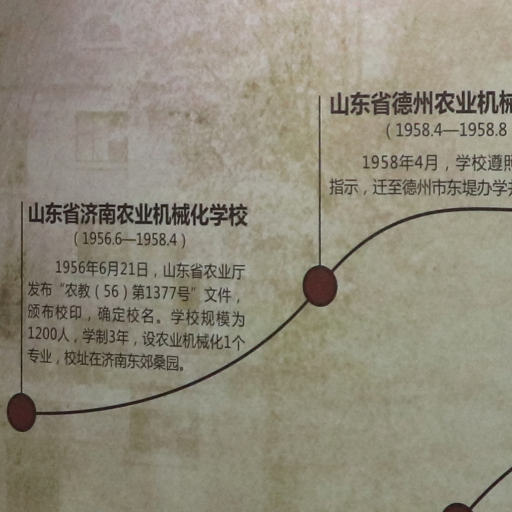 山东省济南农业机械化学校
（1956.6—1958.4）
1956年6月21日，山东省农业厅
发布“农教（56）第1377号”文件，
颁布校印，确定校名。学校规模为
1200人，学制3年，设农业机械化1个
专业，校址在济南东郊桑园。
山东省德州农业机械
（1958.4—1958.8
1958年4月，学校遵照
指示，迁至德州市东堤办学